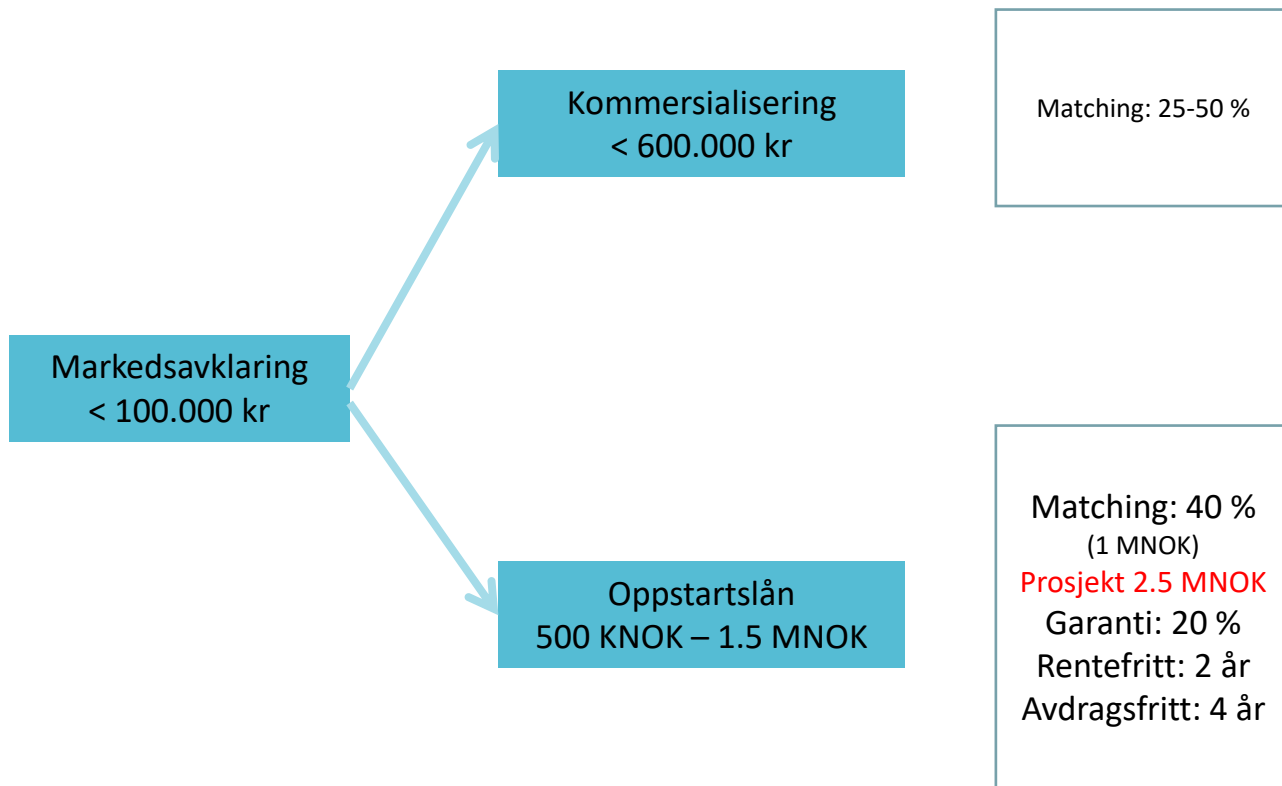 Kommersialisering
< 600.000 kr
Matching: 25-50 %
Markedsavklaring
< 100.000 kr
Oppstartslån
500 KNOK – 1.5 MNOK
Matching: 40 %
(1 MNOK)
Prosjekt 2.5 MNOK
Garanti: 20 %
Rentefritt: 2 år
Avdragsfritt: 4 år